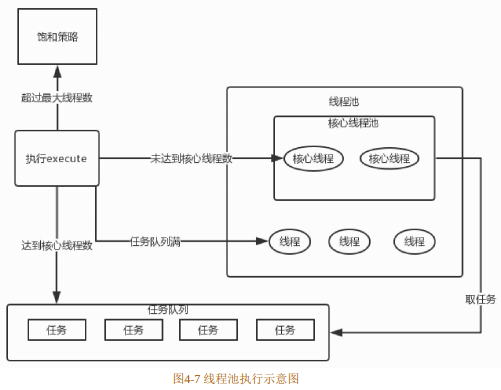 饱和策略
超过最大线程数
线程池
核心线程池
执行execute
未达到核心线程数
核心线程
核心线程
达到核心线程数
任务队列满
线程
线程
线程
取任务
任务队列
任务
任务
任务
任务
图4-7 线程池执行示意图